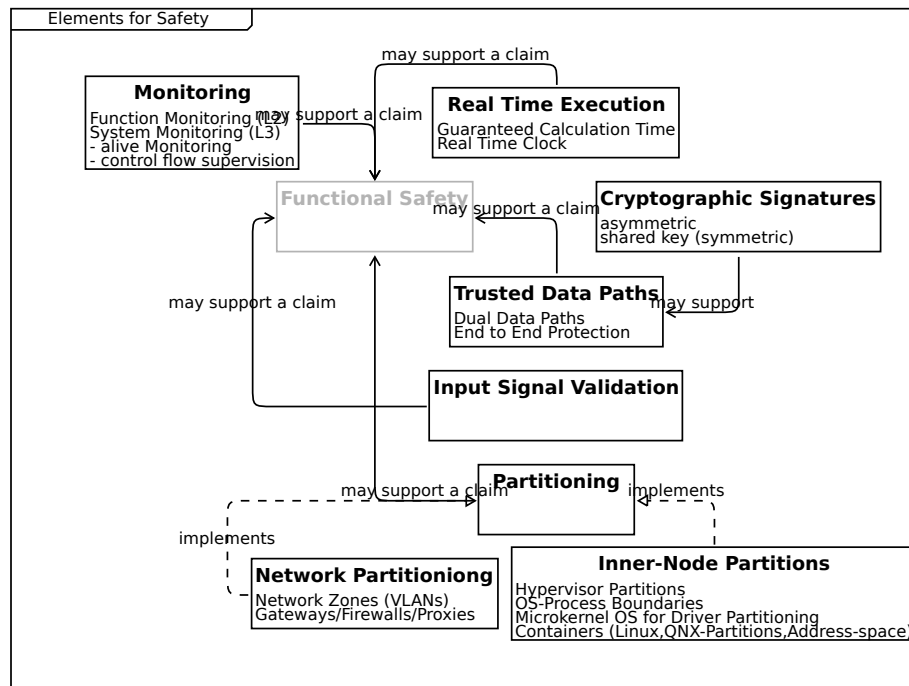 Elements for Safety
may support a claim
Monitoring
Function Monitoring (L2)
System Monitoring (L3)
- alive Monitoring
- control flow supervision
may support a claim
Real Time Execution
Guaranteed Calculation Time
Real Time Clock
Functional Safety
may support a claim
Cryptographic Signatures
asymmetric
shared key (symmetric)
may support a claim
Trusted Data Paths
Dual Data Paths
End to End Protection
may support
Input Signal Validation
Partitioning
may support a claim
implements
implements
Network Partitioniong
Network Zones (VLANs)
Gateways/Firewalls/Proxies
Inner-Node Partitions
Hypervisor Partitions
OS-Process Boundaries
Microkernel OS for Driver Partitioning
Containers (Linux,QNX-Partitions,Address-space)